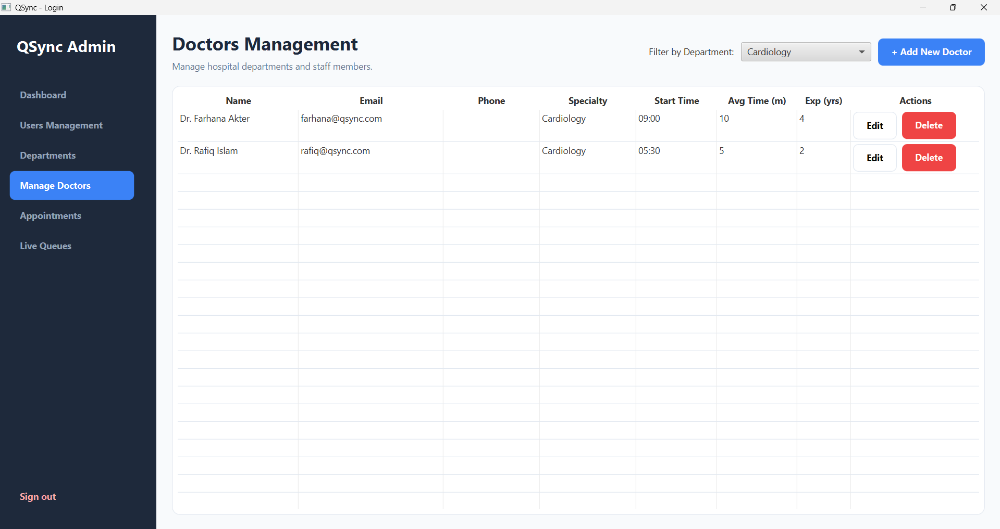 QSync - Login
QSync Admin
Dashboard
Users Management
Departments
Manage Doctors
Appointments
Live Queues
Sign out
Doctors Management
Manage hospital departments and staff members.
Filter by Department: Cardiology + Add New Doctor
Name Email Phone Specialty Start Time Avg Time (m) Exp (yrs) Actions
Dr. Farhana Akter farhana@qsync.com Cardiology 09:00 10 4 Edit Delete
Dr. Rafiq Islam rafiq@qsync.com Cardiology 05:30 5 2 Edit Delete